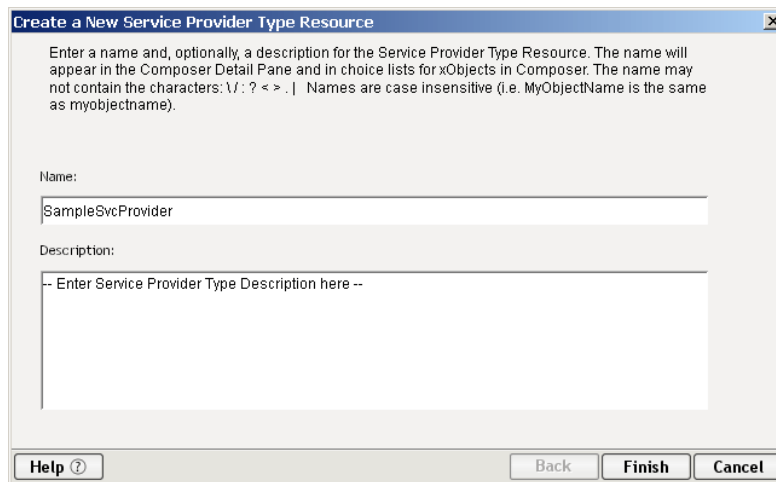 Create a New Service Provider Type Resource
Enter a name and, optionally, a description for the Service Provider Type Resource. The name will
appear in the Composer Detail Pane and in choice lists for xObjects in Composer. The name may
not contain the characters: \ / : ? < > . | Names are case insensitive (i.e. MyObjectName is the same
as myobjectname).
Name:
SampleSvcProvider
Description:
-- Enter Service Provider Type Description here --
Help ?
Back
Finish
Cancel